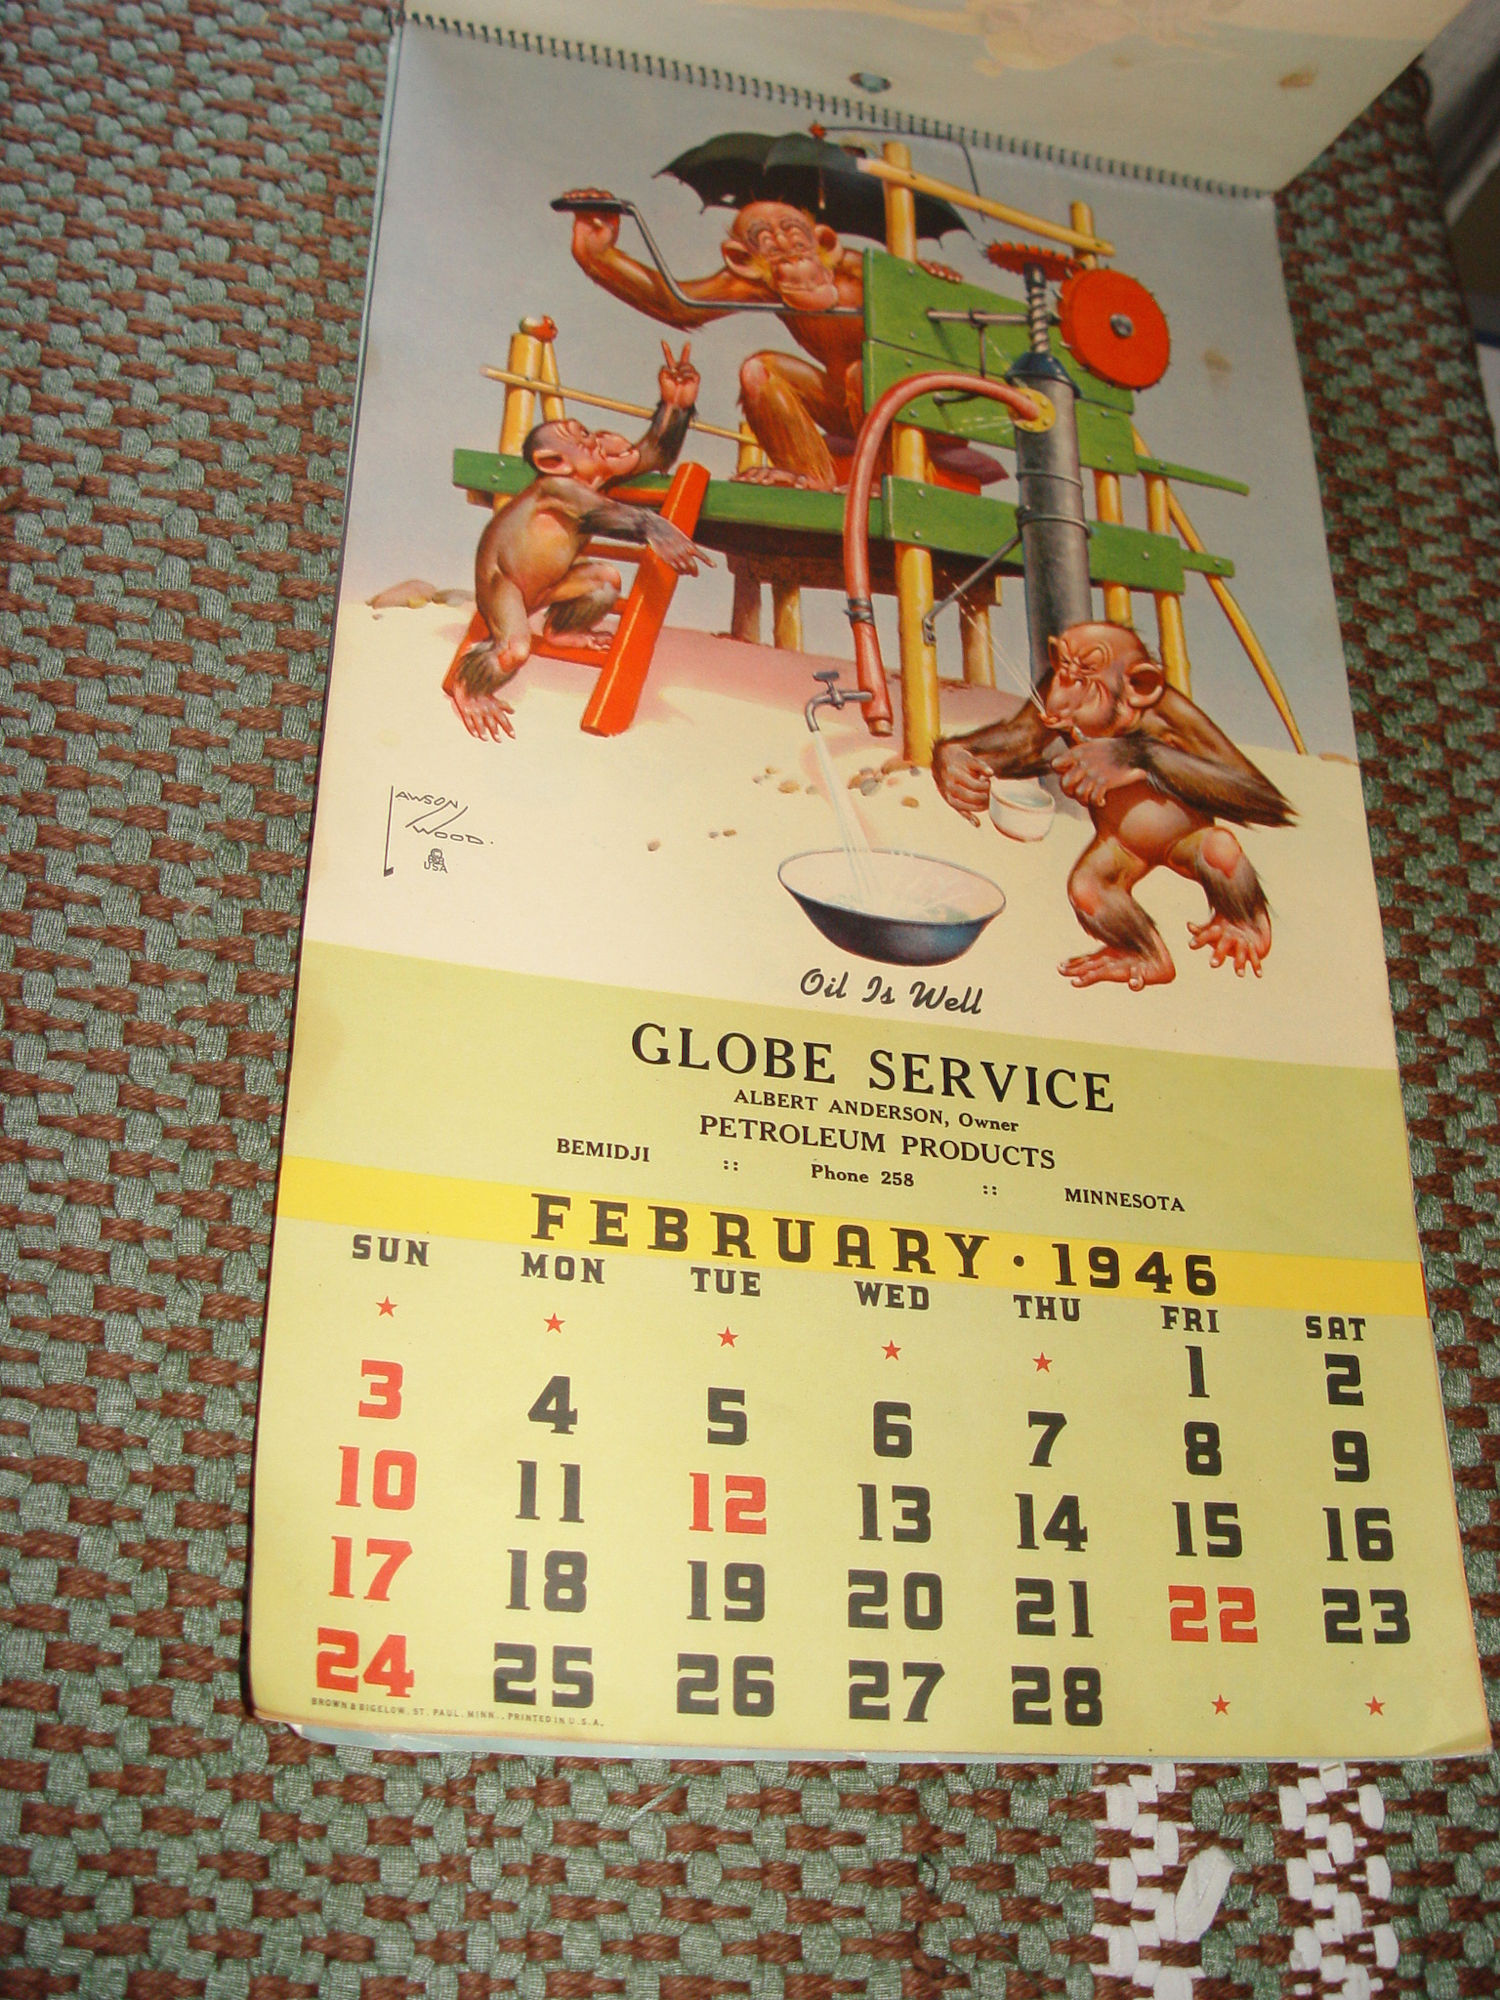 LAWSON
WOOD.
USA
Oil Is Well
GLOBE SERVICE
ALBERT ANDERSON, Owner
PETROLEUM PRODUCTS
BEMIDJI :: Phone 258 :: MINNESOTA
FEBRUARY · 1946
SUN MON TUE WED THU FRI SAT
★ ★ ★ ★ ★ 1 2
3 4 5 6 7 8 9
10 11 12 13 14 15 16
17 18 19 20 21 22 23
24 25 26 27 28 ★ ★
BROWN & BIGELOW, ST. PAUL, MINN., PRINTED IN U.S.A.